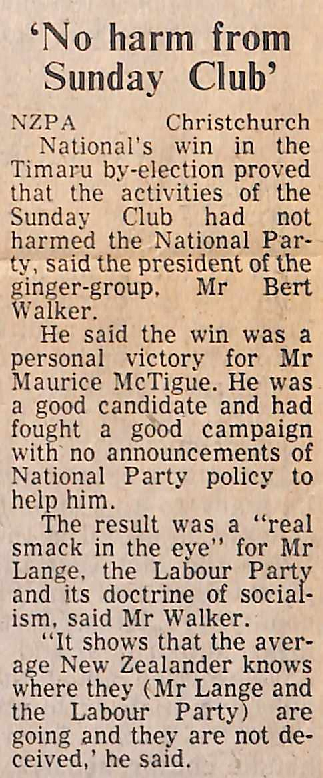 ‘No harm from
Sunday Club’
NZPA Christchurch
National's win in the
Timaru by-election proved
that the activities of the
Sunday Club had not
harmed the National Par-
ty, said the president of the
ginger-group, Mr Bert
Walker.
He said the win was a
personal victory for Mr
Maurice McTigue. He was
a good candidate and had
fought a good campaign
with no announcements of
National Party policy to
help him.
The result was a “real
smack in the eye” for Mr
Lange, the Labour Party
and its doctrine of social-
ism, said Mr Walker.
“It shows that the aver-
age New Zealander knows
where they (Mr Lange and
the Labour Party) are
going and they are not de-
ceived,’ he said.